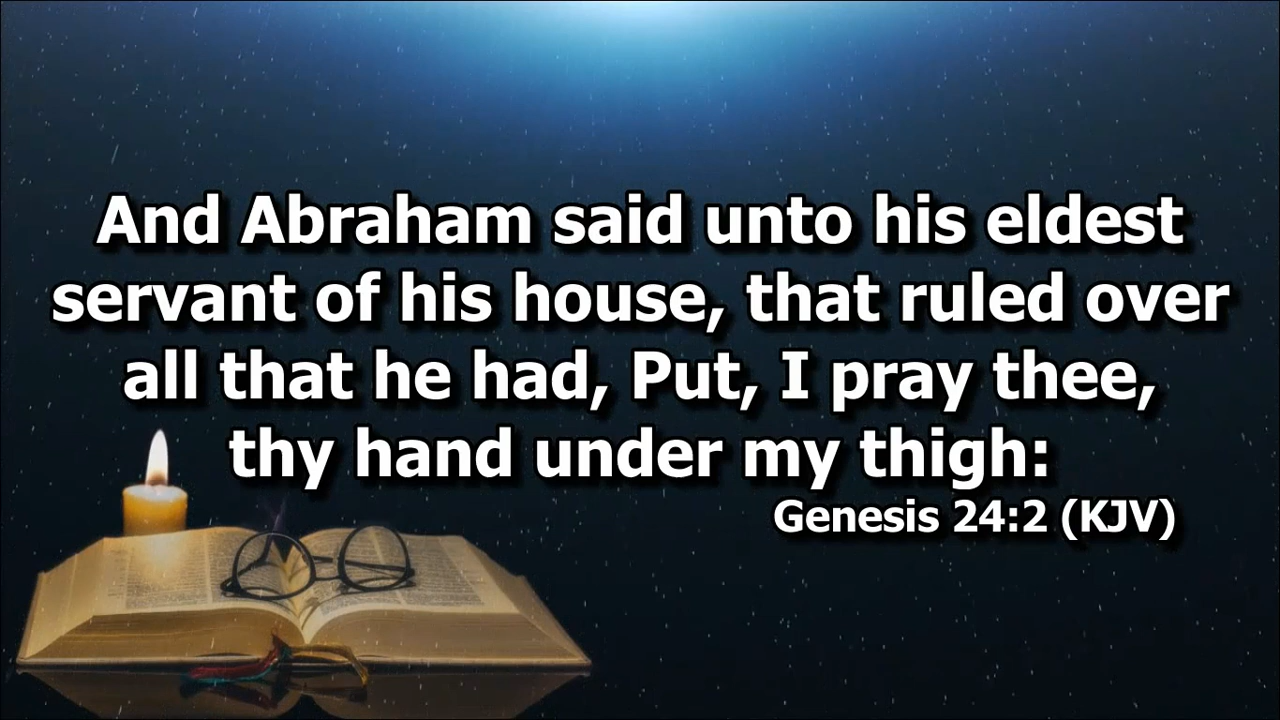 And Abraham said unto his eldest
servant of his house, that ruled over
all that he had, Put, I pray thee,
thy hand under my thigh:
Genesis 24:2 (KJV)